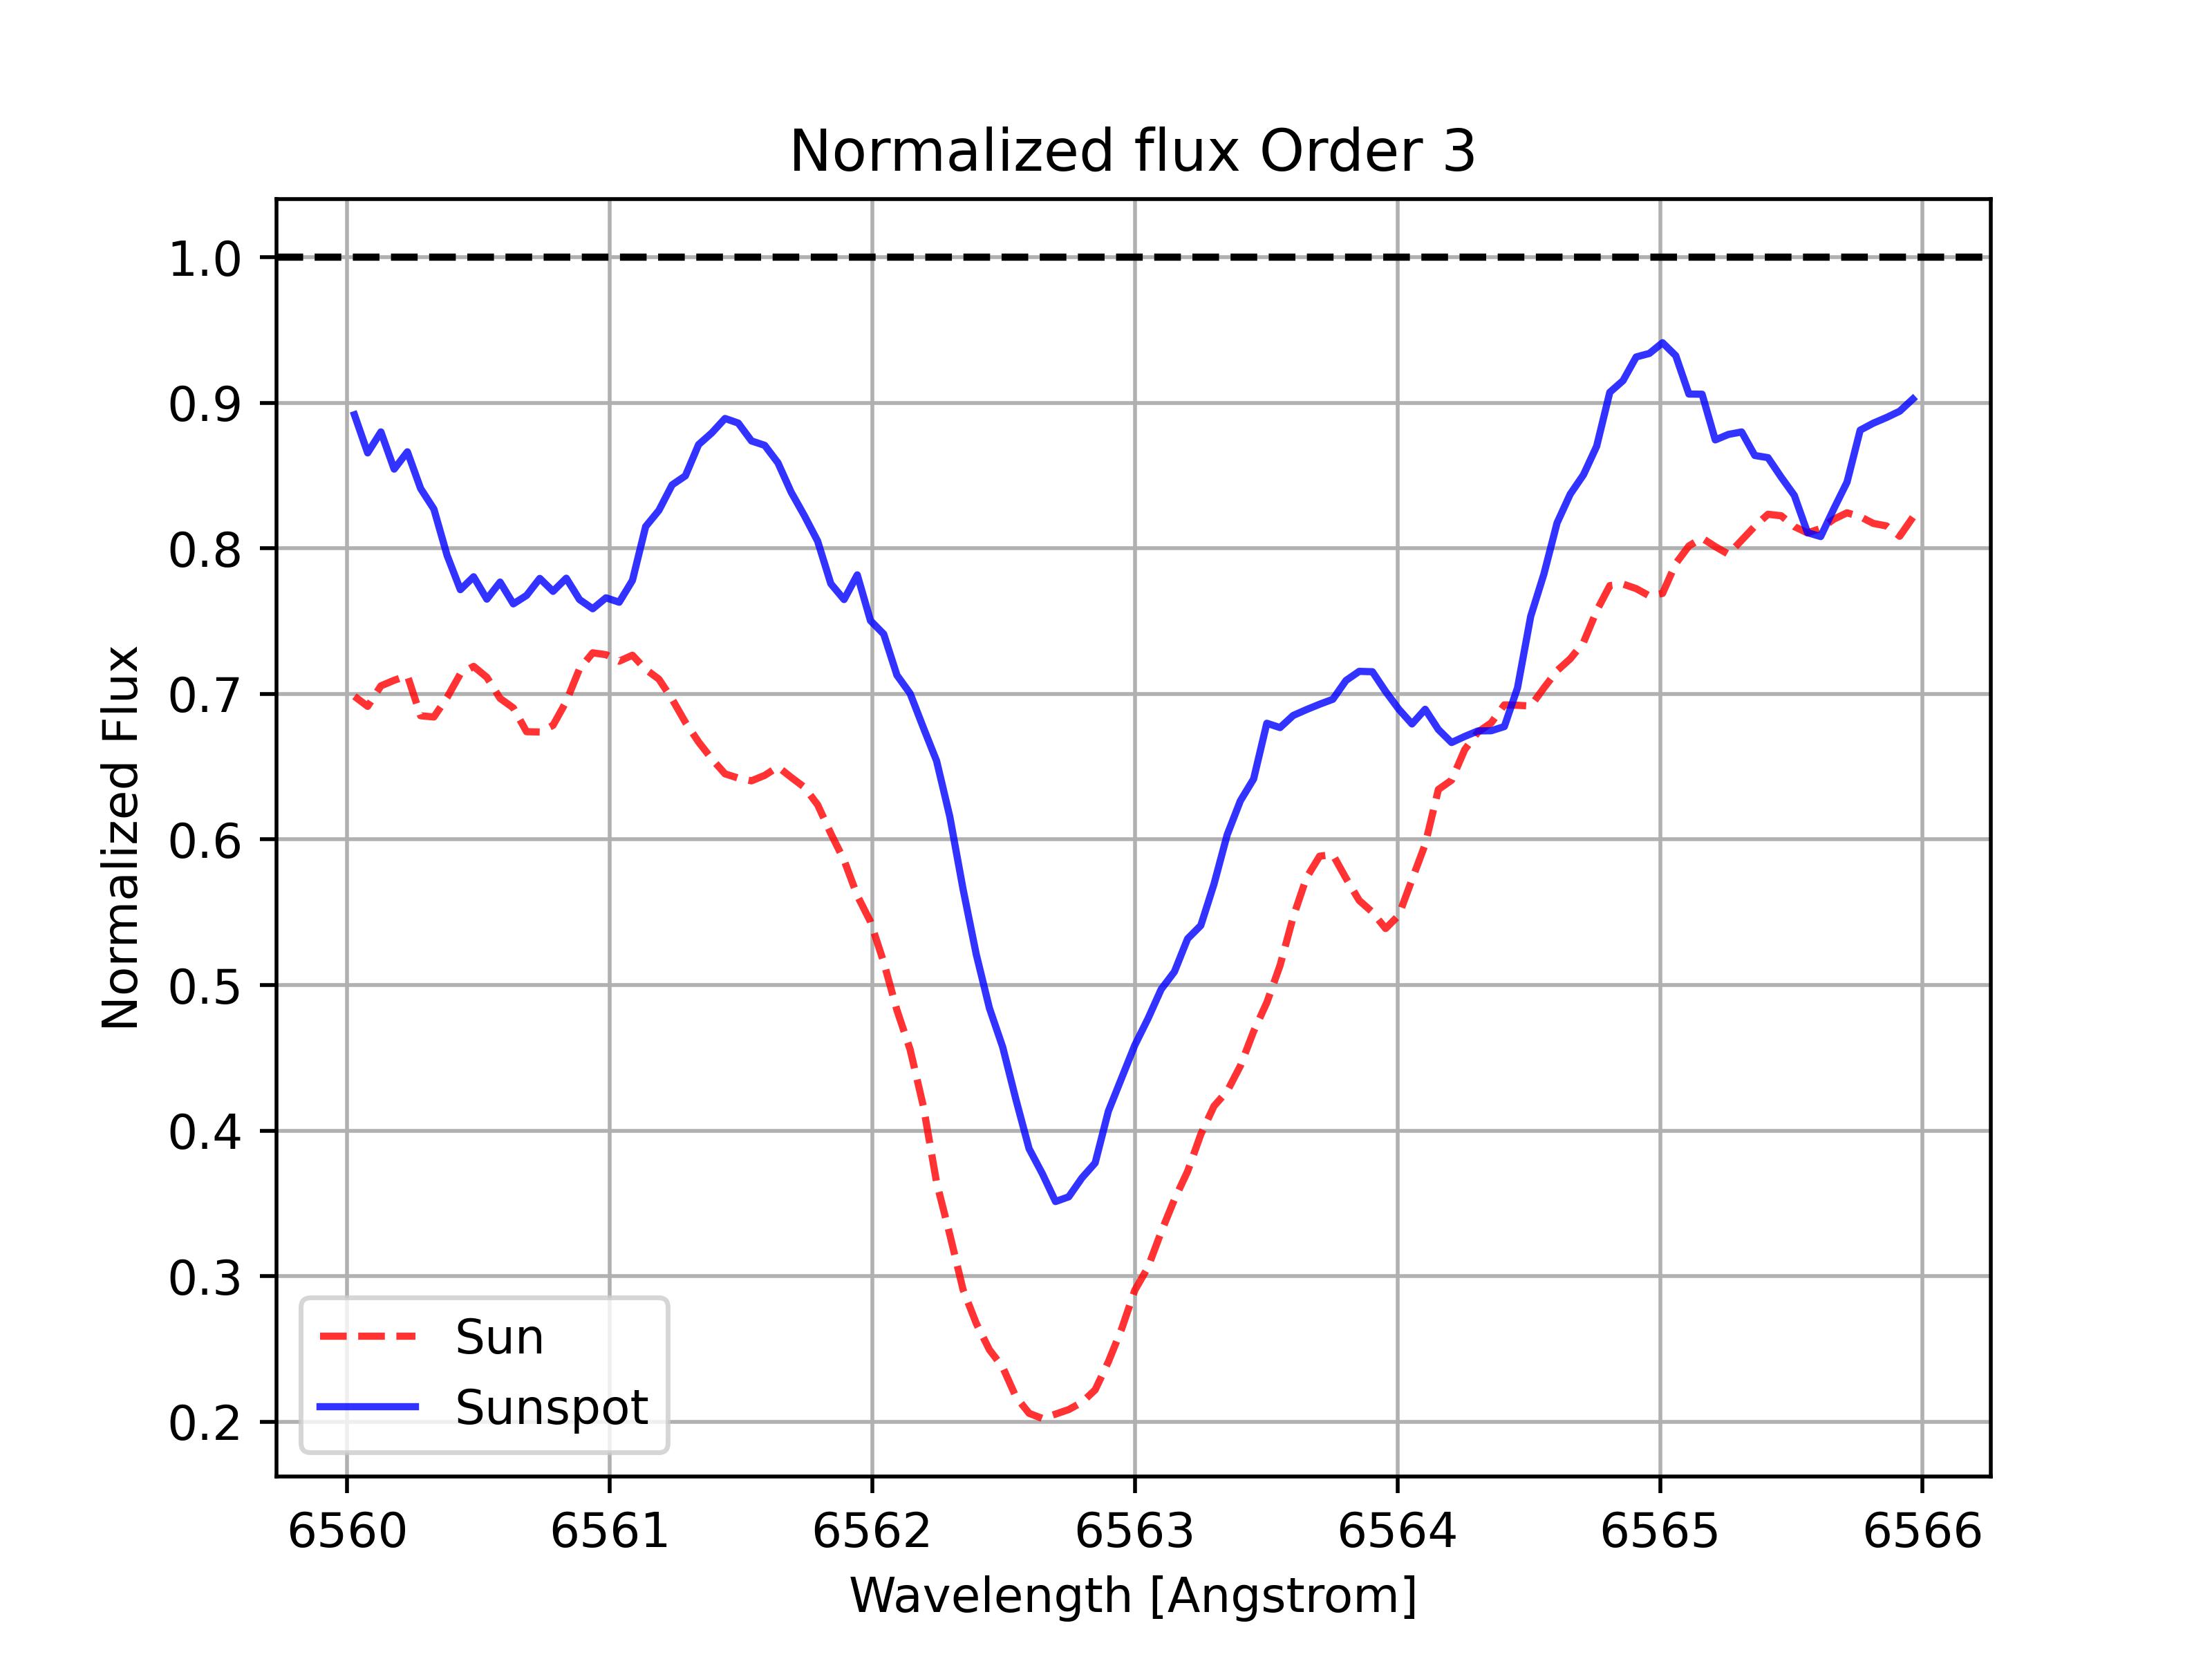 Normalized flux Order 3
1.0
0.9
0.8
0.7
0.6
0.5
0.4
0.3
0.2
Normalized Flux
Sun
Sunspot
6560 6561 6562 6563 6564 6565 6566
Wavelength [Angstrom]